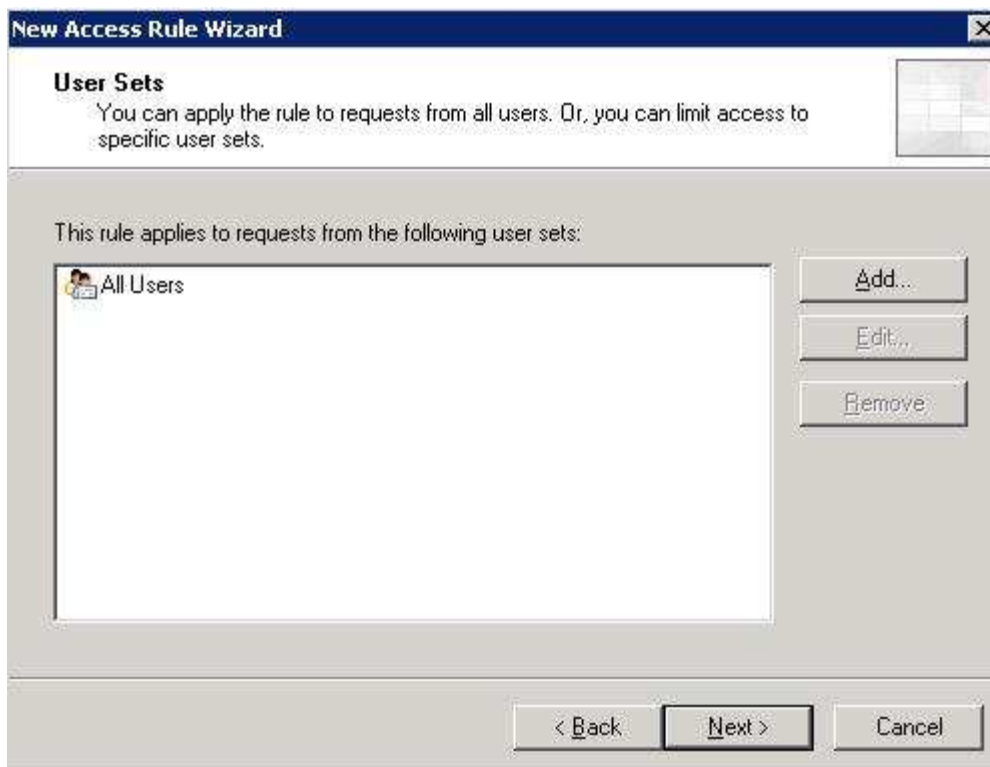 New Access Rule Wizard
User Sets
You can apply the rule to requests from all users. Or, you can limit access to
specific user sets.
This rule applies to requests from the following user sets:
All Users
Add...
Edit...
Remove
< Back
Next >
Cancel